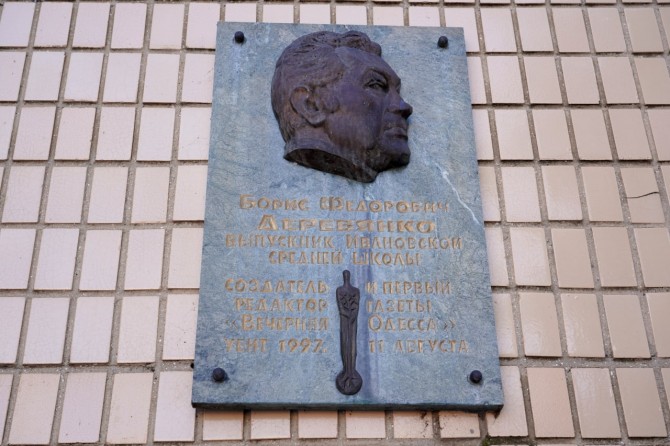 Борис Федорович
Деревянко
выпускник Ивановской
средней школы
создатель и первый
редактор газеты
«Вечерняя Одесса»
убит 1997. 11 августа